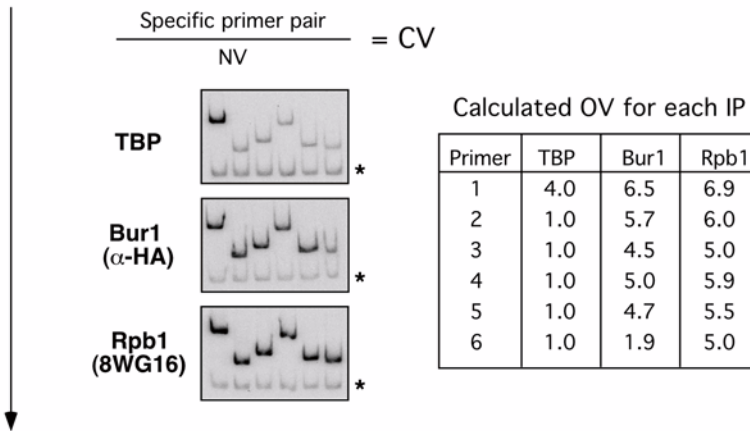 Specific primer pair
= CV
NV
TBP
*
Bur1
(α-HA)
*
Rpb1
(8WG16)
*
Calculated OV for each IP
Primer TBP Bur1 Rpb1
1 4.0 6.5 6.9
2 1.0 5.7 6.0
3 1.0 4.5 5.0
4 1.0 5.0 5.9
5 1.0 4.7 5.5
6 1.0 1.9 5.0